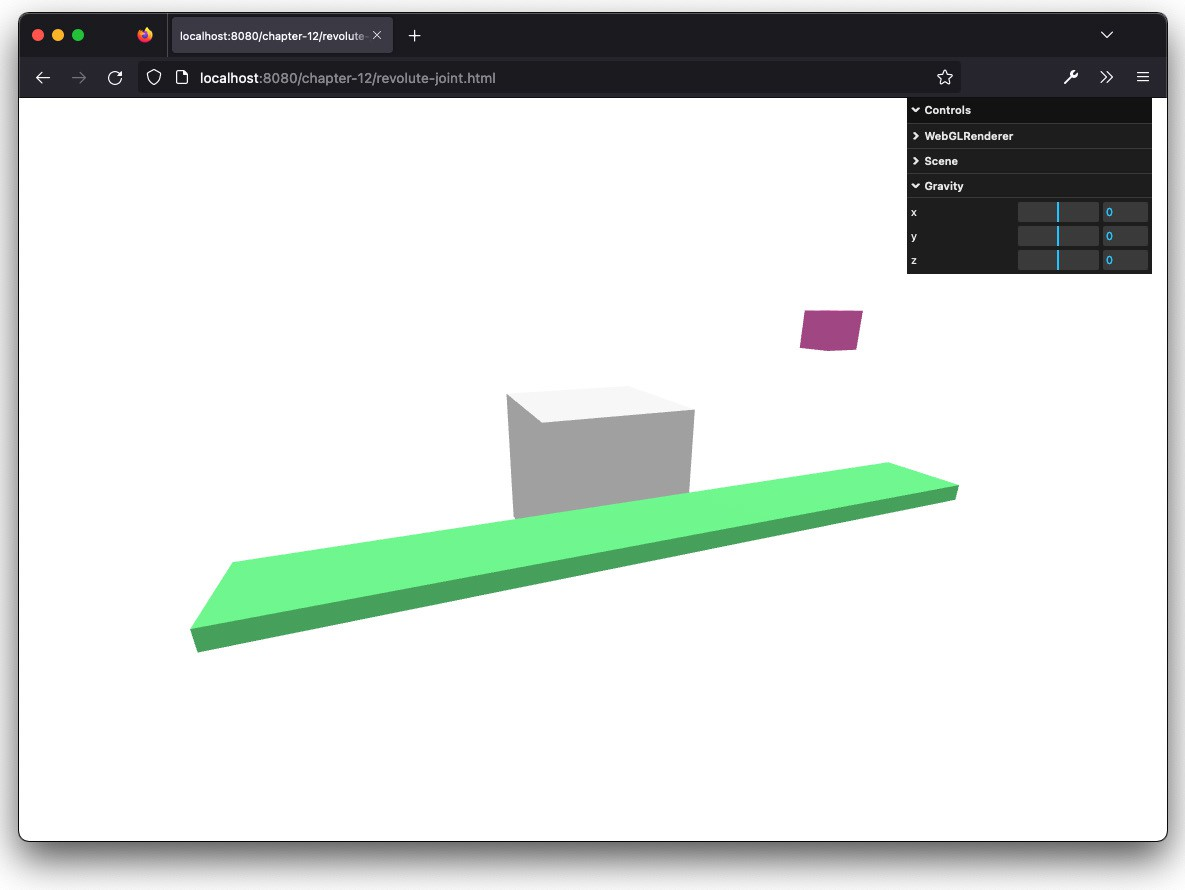 localhost:8080/chapter-12/revolute-
localhost:8080/chapter-12/revolute-joint.html
Controls
WebGLRenderer
Scene
Gravity
x 0
y 0
z 0